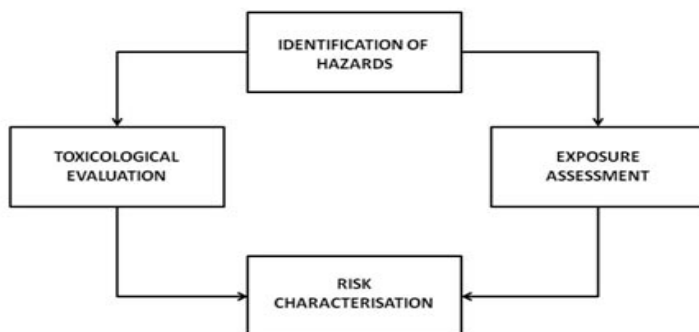 IDENTIFICATION OF
HAZARDS
TOXICOLOGICAL
EVALUATION
EXPOSURE
ASSESSMENT
RISK
CHARACTERISATION